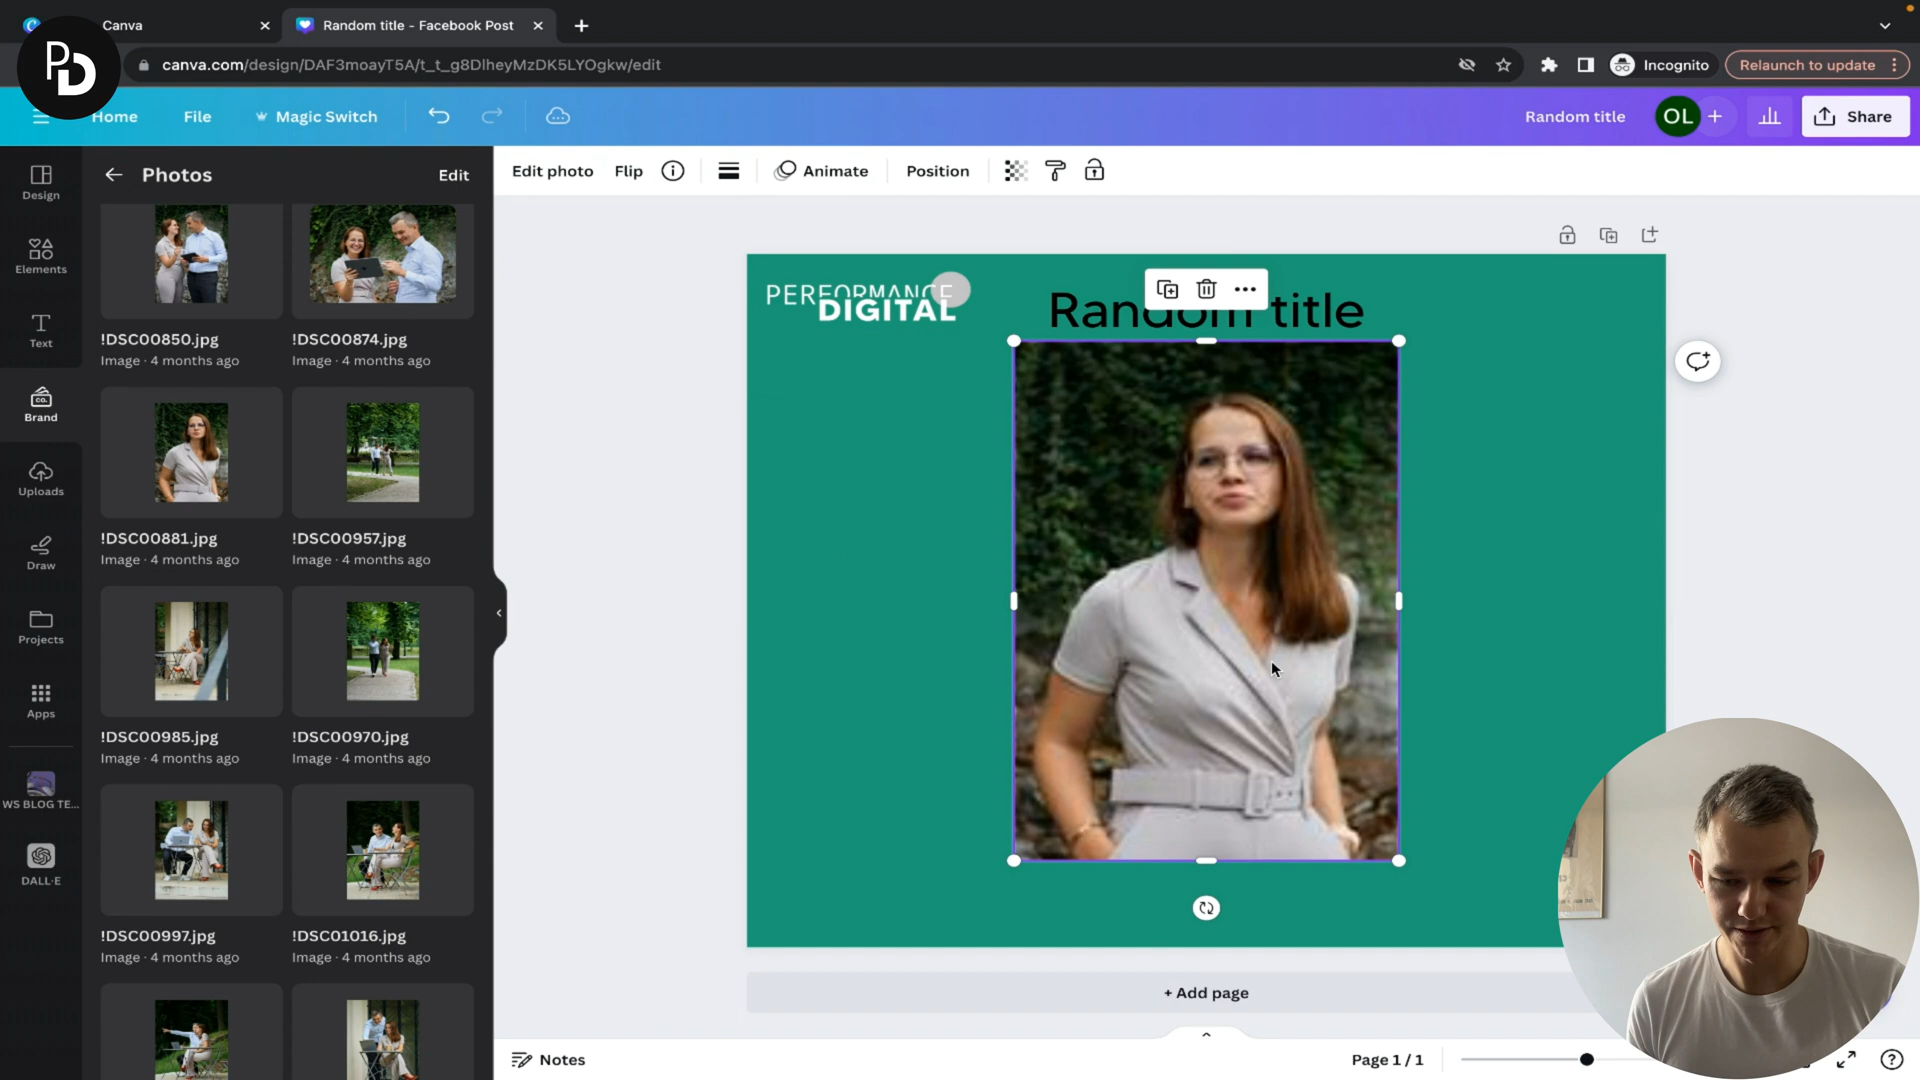 Canva
Random title - Facebook Post
PD
canva.com/design/DAF3moayT5A/t_t_g8DlheyMzDK5LYOgkw/edit
Incognito
Relaunch to update
Home
File
Magic Switch
Random title
OL
Share
Design
Elements
Text
Brand
Uploads
Draw
Projects
Apps
WS BLOG TE...
DALL·E
Photos
Edit
!DSC00850.jpg
Image · 4 months ago
!DSC00874.jpg
Image · 4 months ago
!DSC00881.jpg
Image · 4 months ago
!DSC00957.jpg
Image · 4 months ago
!DSC00985.jpg
Image · 4 months ago
!DSC00970.jpg
Image · 4 months ago
!DSC00997.jpg
Image · 4 months ago
!DSC01016.jpg
Image · 4 months ago
Edit photo
Flip
Animate
Position
PERFORMANCE
DIGITAL
Random title
+ Add page
Notes
Page 1 / 1